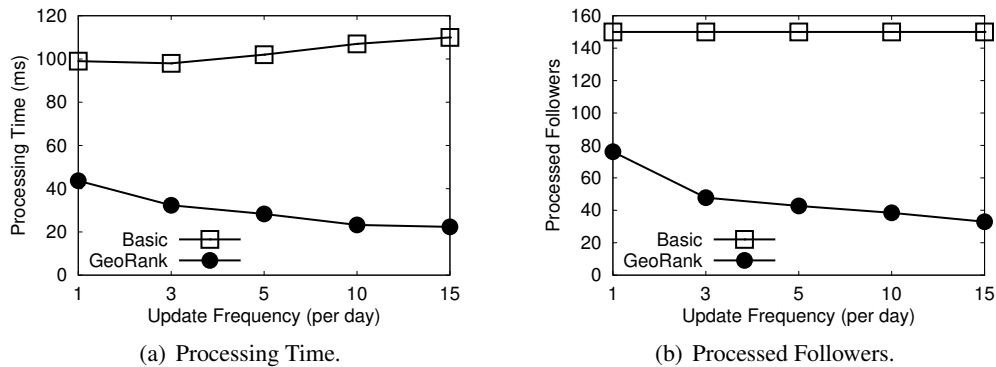 120
100
80
60
40
20
0
Processing Time (ms)
Basic
GeoRank
1 3 5 10 15
Update Frequency (per day)
(a) Processing Time.
160
140
120
100
80
60
40
20
0
Processed Followers
Basic
GeoRank
1 3 5 10 15
Update Frequency (per day)
(b) Processed Followers.